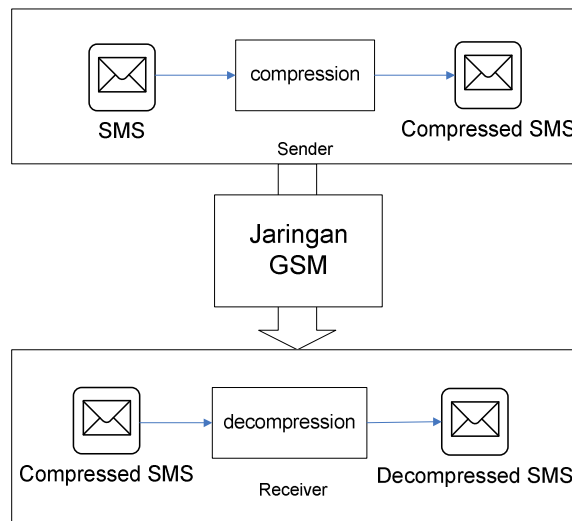 compression
SMS
Compressed SMS
Sender
Jaringan
GSM
decompression
Compressed SMS
Decompressed SMS
Receiver